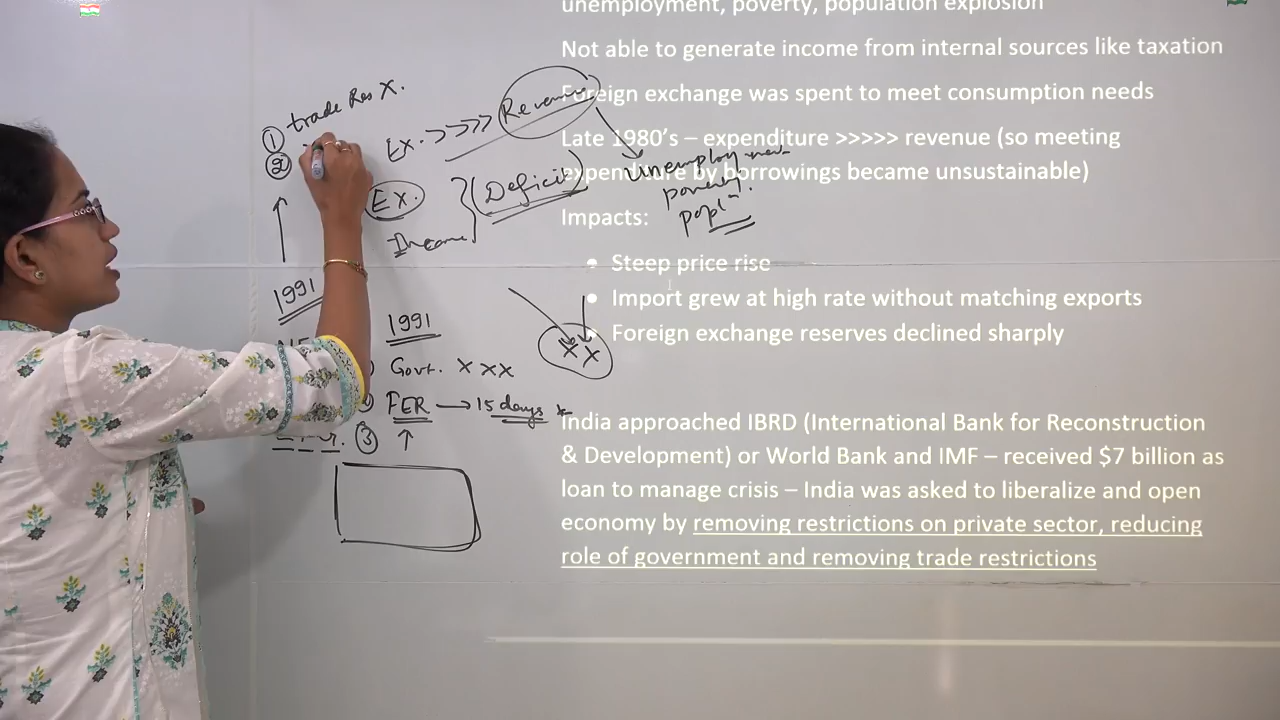 unemployment, poverty, population explosion
Not able to generate income from internal sources like taxation
Foreign exchange was spent to meet consumption needs
Late 1980's – expenditure >>>>> revenue (so meeting
expenditure by borrowings became unsustainable)
Impacts:
• Steep price rise
• Import grew at high rate without matching exports
• Foreign exchange reserves declined sharply
India approached IBRD (International Bank for Reconstruction
& Development) or World Bank and IMF – received $7 billion as
loan to manage crisis – India was asked to liberalize and open
economy by removing restrictions on private sector, reducing
role of government and removing trade restrictions
① trade Res X.
②
Ex. >>>> Revenue
Ex.
Income
(Deficit)
poverty.
1991
1991
Govt. X X X
FER → 15 days
③ ↑
X X